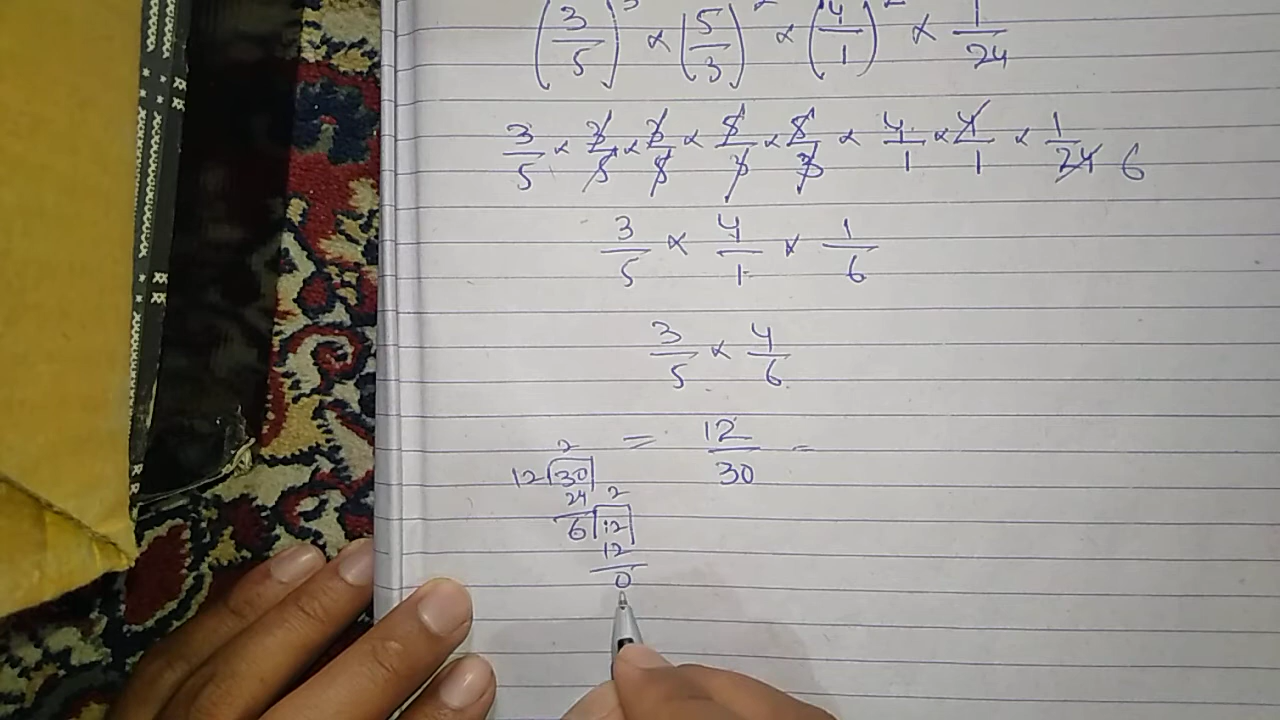 (3/5)³ × (5/3)² × (4/1)² × 1/24
3/5 × 3/5 × 3/5 × 5/3 × 5/3 × 4/1 × 4/1 × 1/24 6
3/5 × 4/1 × 1/6
3/5 × 4/6
= 12/30 =
2
12 30
24 2
6 12
12
0